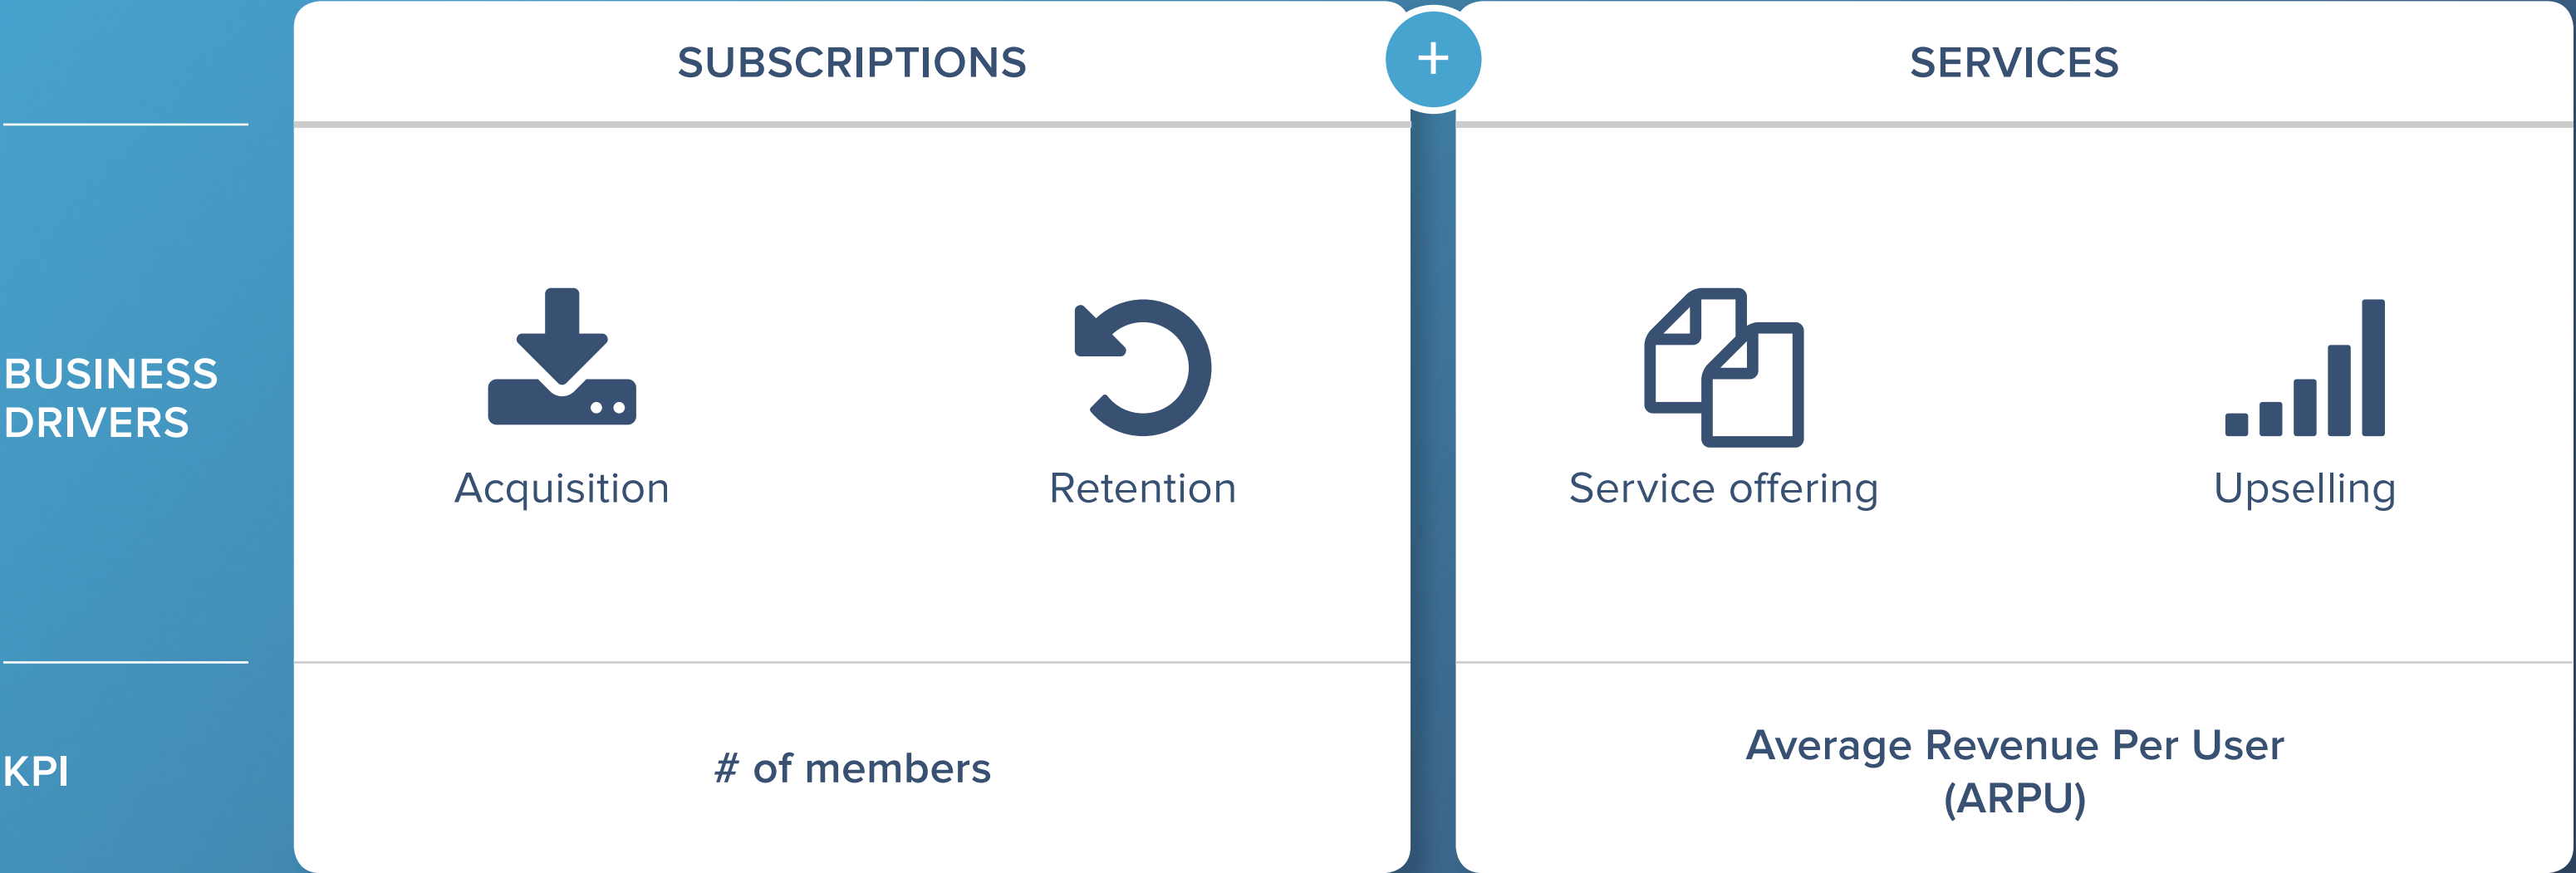 SUBSCRIPTIONS
+
SERVICES
BUSINESS
DRIVERS
Acquisition
Retention
Service offering
Upselling
KPI
# of members
Average Revenue Per User
(ARPU)